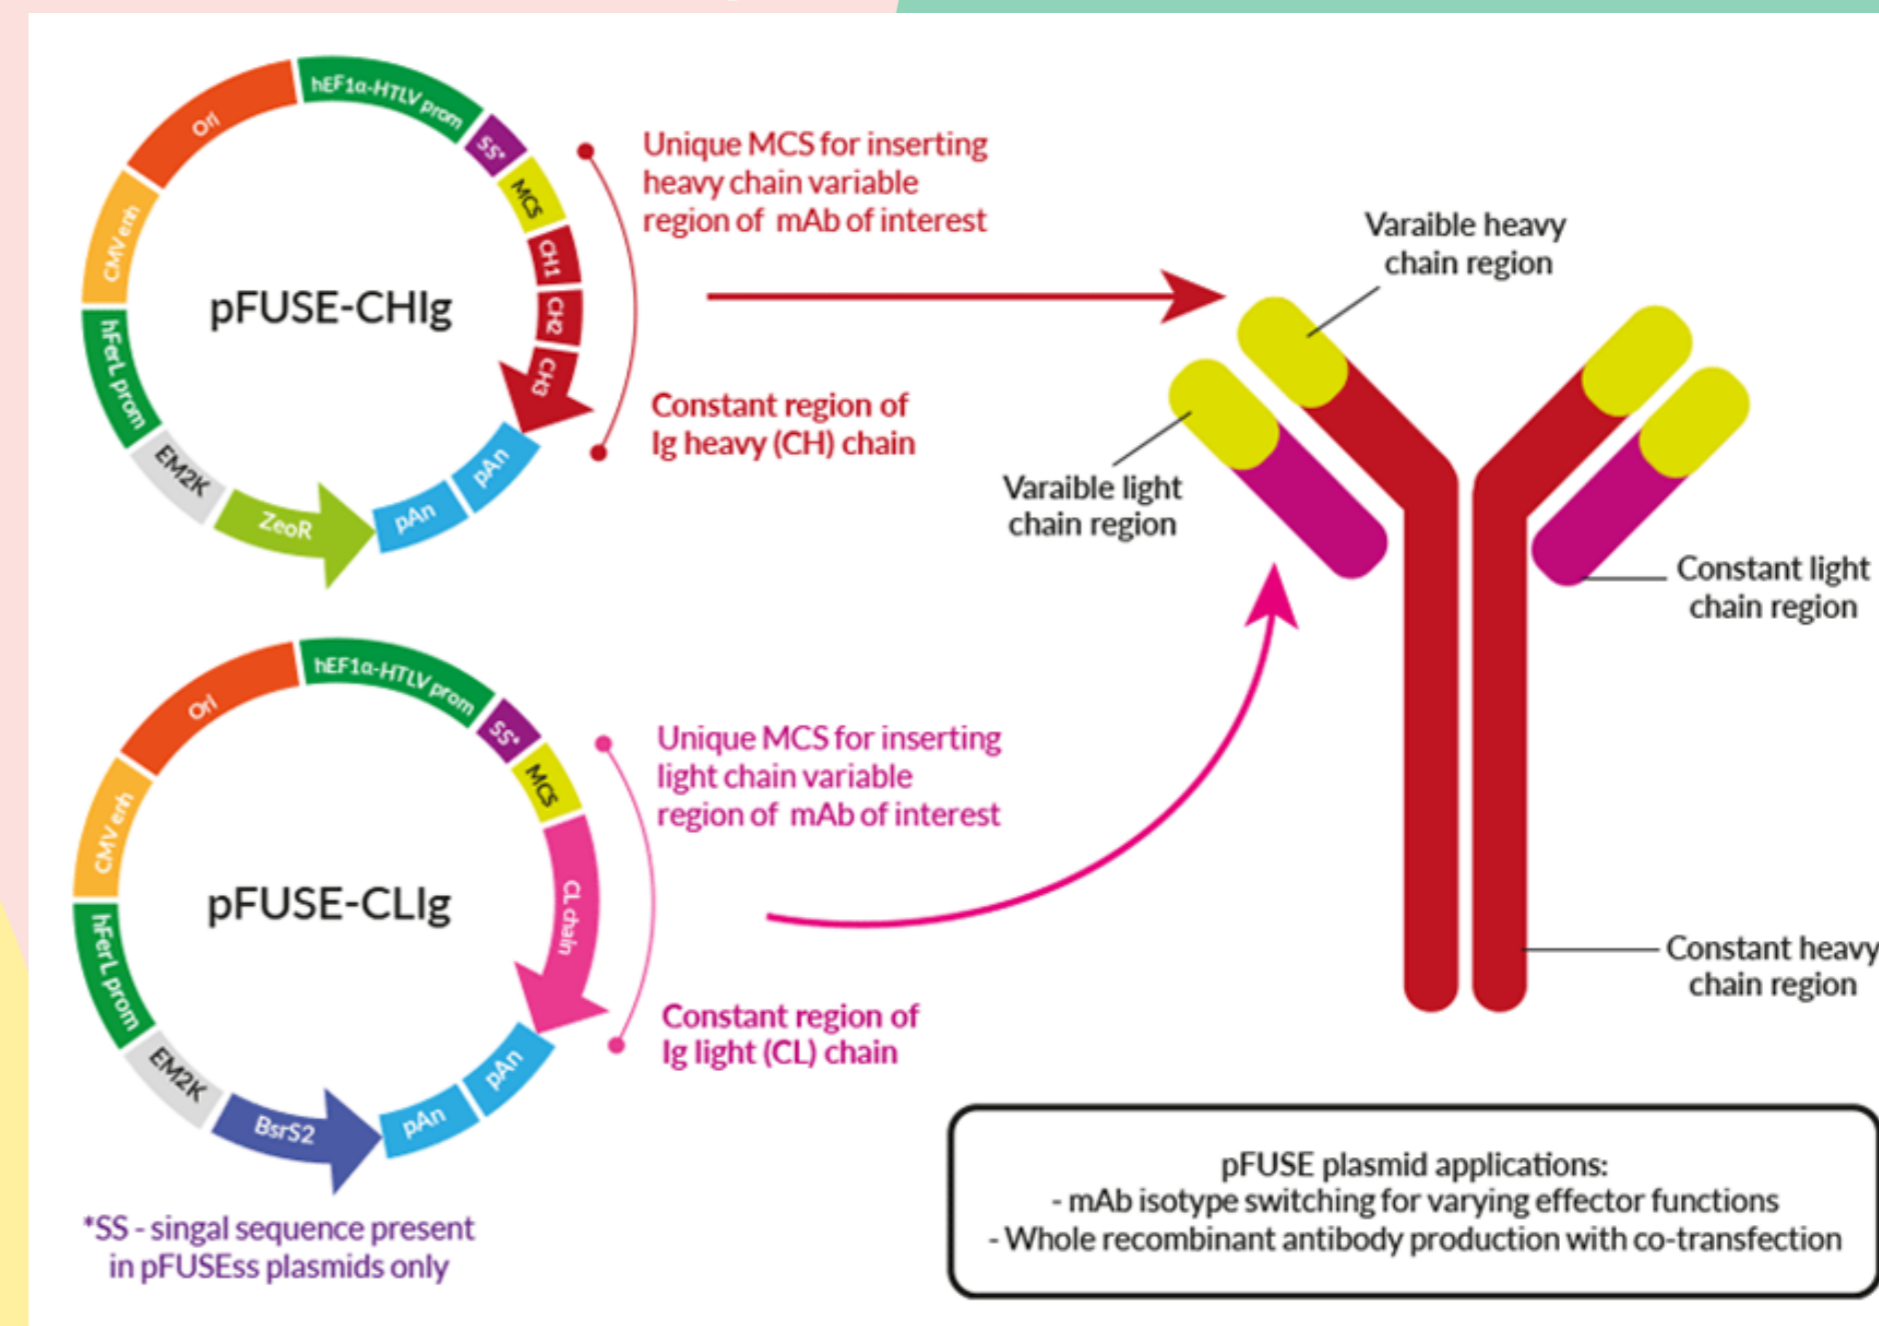 hEF1α-HTLV prom
SS*
MCS
CH1
CH2
CH3
pAn
pAn
ZeoR
EM2K
hFerL prom
CMV enh
Ori
pFUSE-CHIg
Unique MCS for inserting
heavy chain variable
region of mAb of interest
Constant region of
Ig heavy (CH) chain
Varaible heavy
chain region
Varaible light
chain region
Constant light
chain region
Constant heavy
chain region
hEF1α-HTLV prom
SS*
MCS
CL chain
pAn
pAn
BsrS2
EM2K
hFerL prom
CMV enh
Ori
pFUSE-CLIg
Unique MCS for inserting
light chain variable
region of mAb of interest
Constant region of
Ig light (CL) chain
*SS - singal sequence present
in pFUSEss plasmids only
pFUSE plasmid applications:
- mAb isotype switching for varying effector functions
- Whole recombinant antibody production with co-transfection